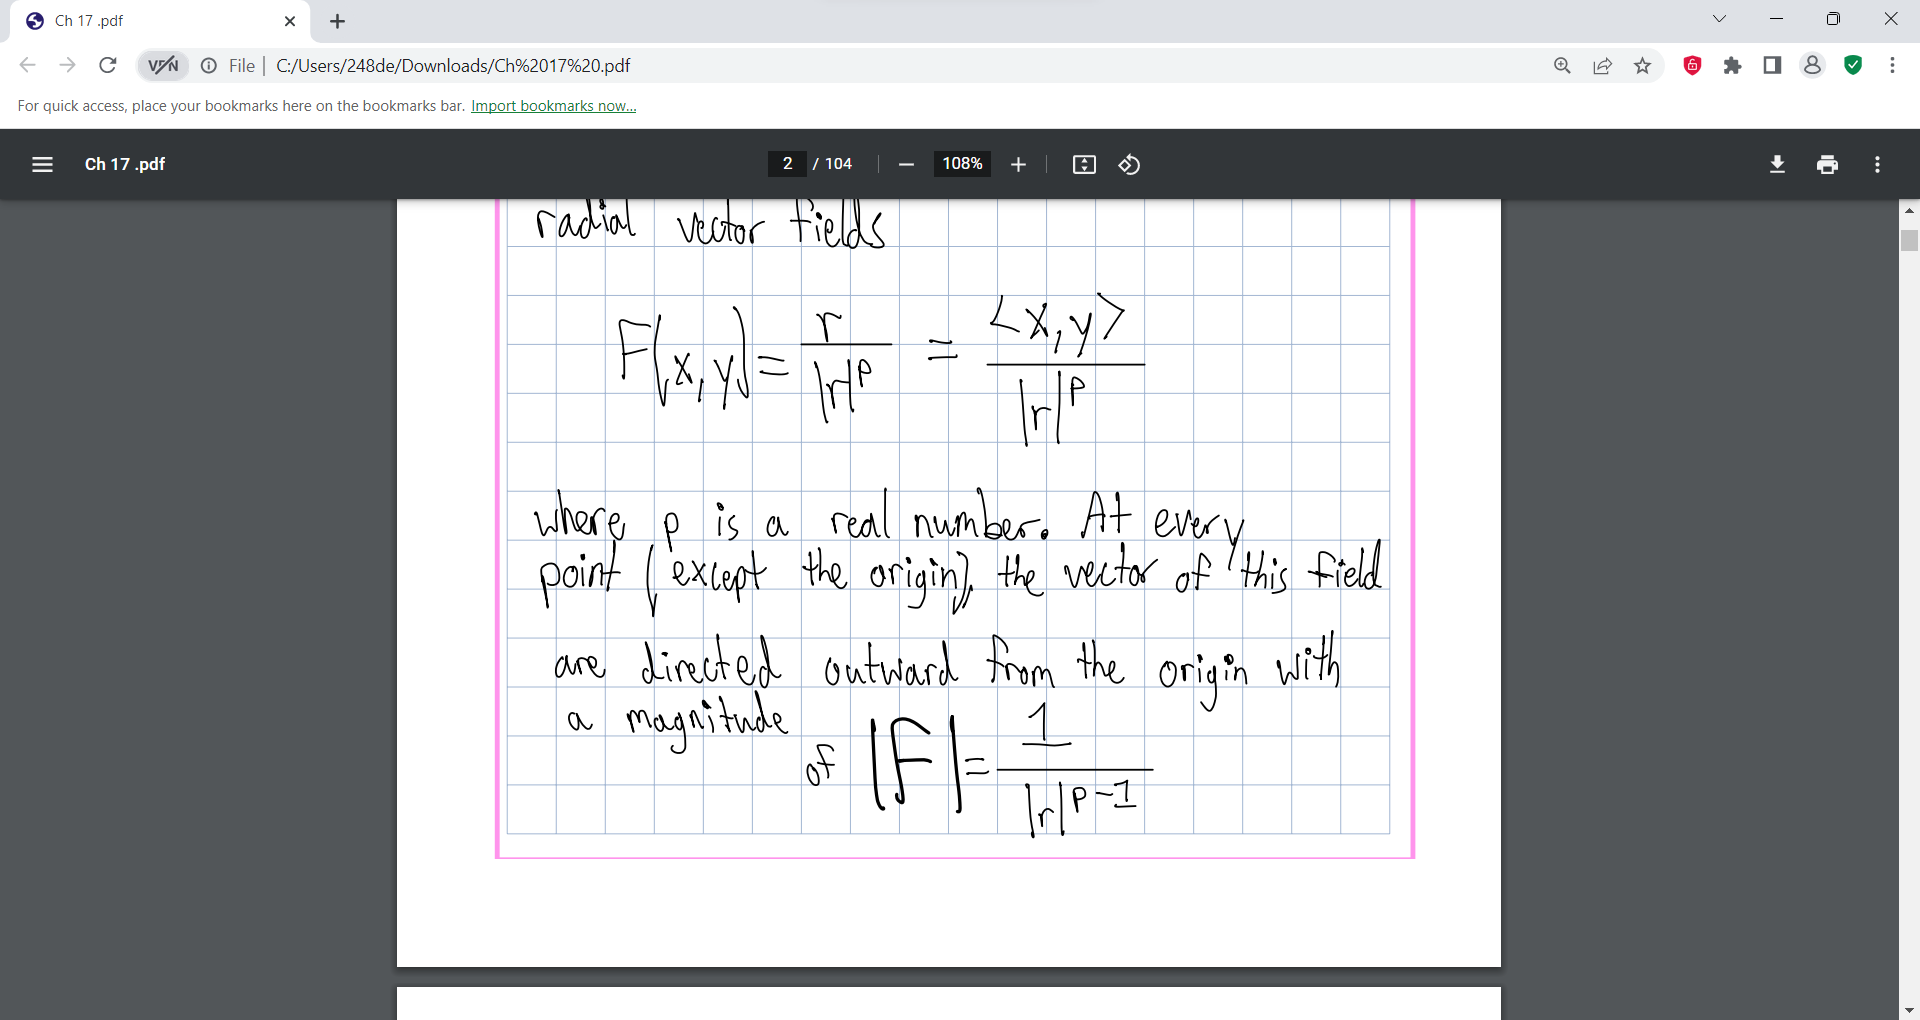 Ch 17 .pdf
VPN File C:/Users/248de/Downloads/Ch%2017%20.pdf
For quick access, place your bookmarks here on the bookmarks bar. Import bookmarks now...
Ch 17 .pdf 2 / 104 108%
radial vector fields
F(x,y) = r / |r|^p = <x,y> / |r|^p
where p is a real number. At every
point (except the origin), the vector of this field
are directed outward from the origin with
a magnitude
of |F| = 1 / |r|^p-1